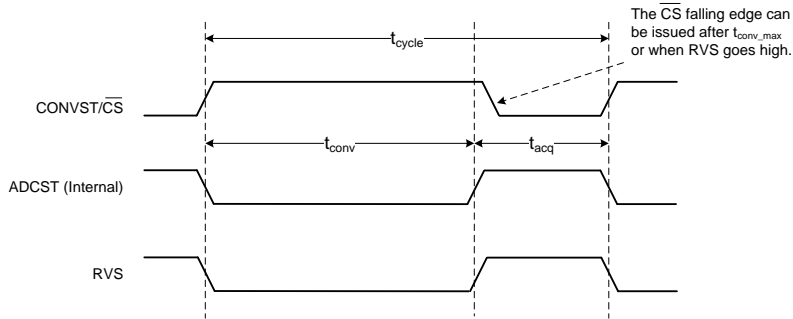 The CS falling edge can
be issued after tconv_max
or when RVS goes high.
tcycle
CONVST/CS
tconv
tacq
ADCST (Internal)
RVS